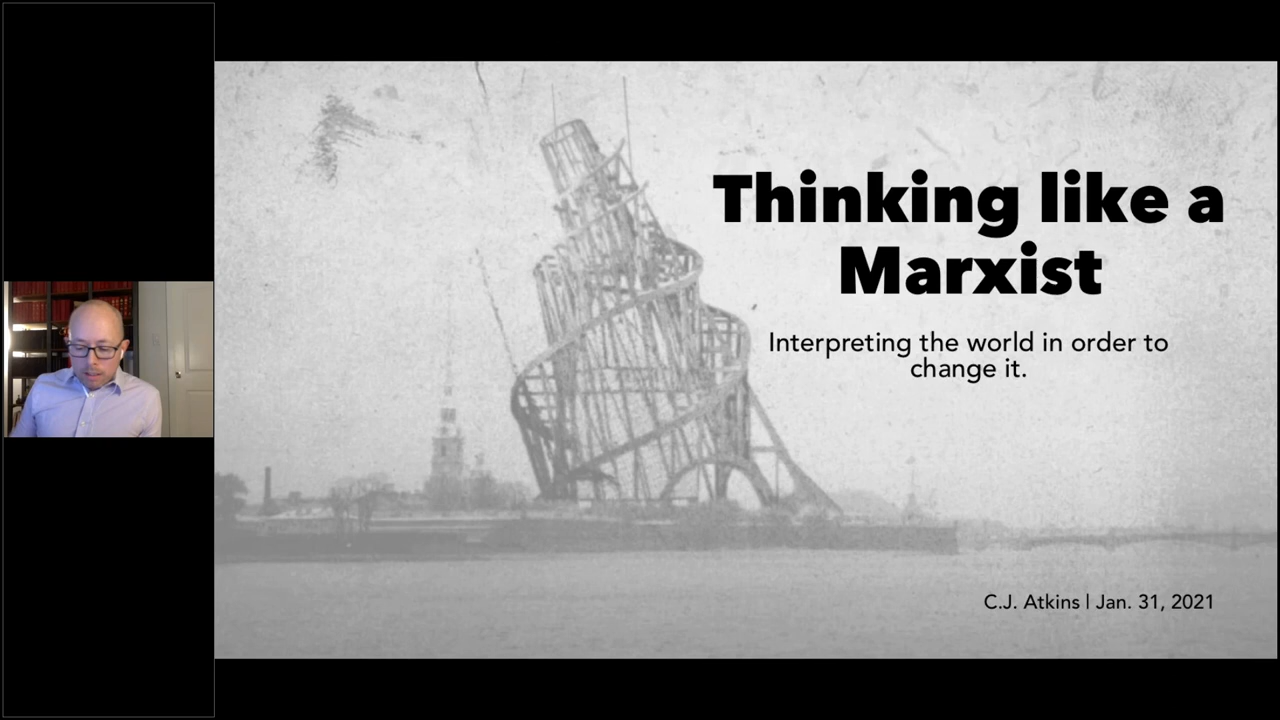 Thinking like a
Marxist
Interpreting the world in order to
change it.
C.J. Atkins | Jan. 31, 2021